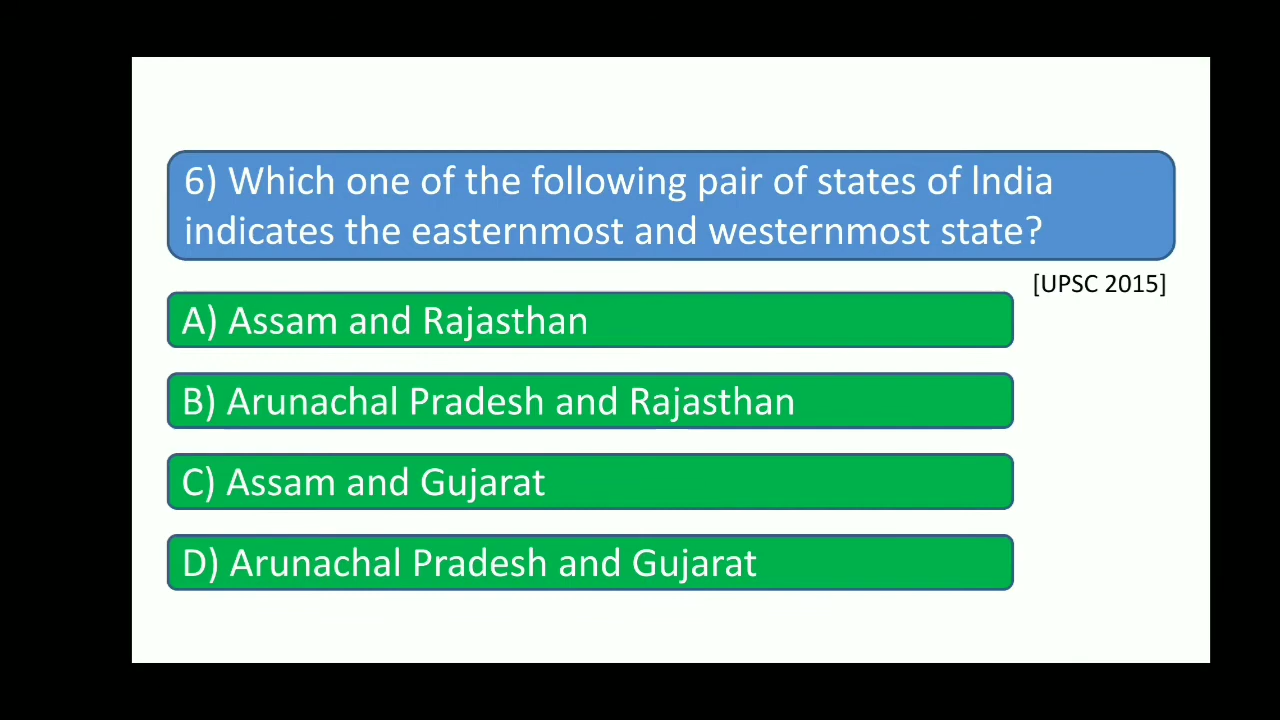 6) Which one of the following pair of states of India
indicates the easternmost and westernmost state?
[UPSC 2015]
A) Assam and Rajasthan
B) Arunachal Pradesh and Rajasthan
C) Assam and Gujarat
D) Arunachal Pradesh and Gujarat